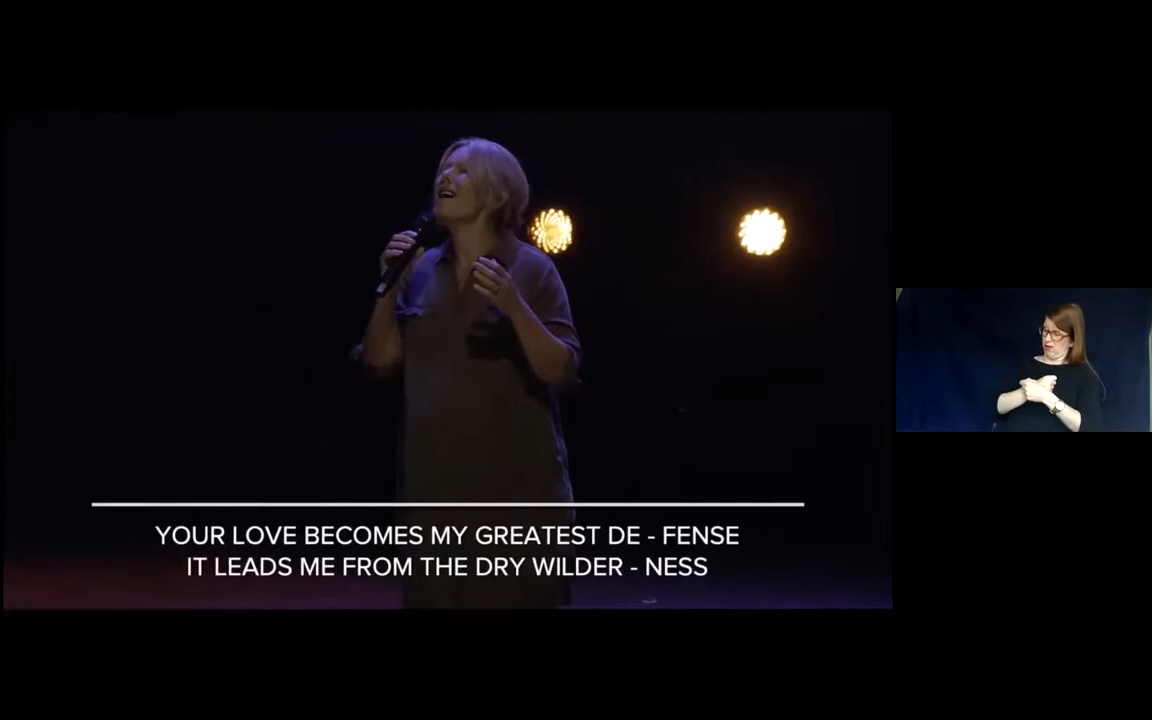 YOUR LOVE BECOMES MY GREATEST DE - FENSE
IT LEADS ME FROM THE DRY WILDER - NESS